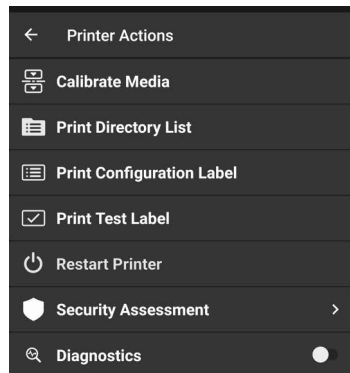 Printer Actions
Calibrate Media
Print Directory List
Print Configuration Label
Print Test Label
Restart Printer
Security Assessment
Diagnostics